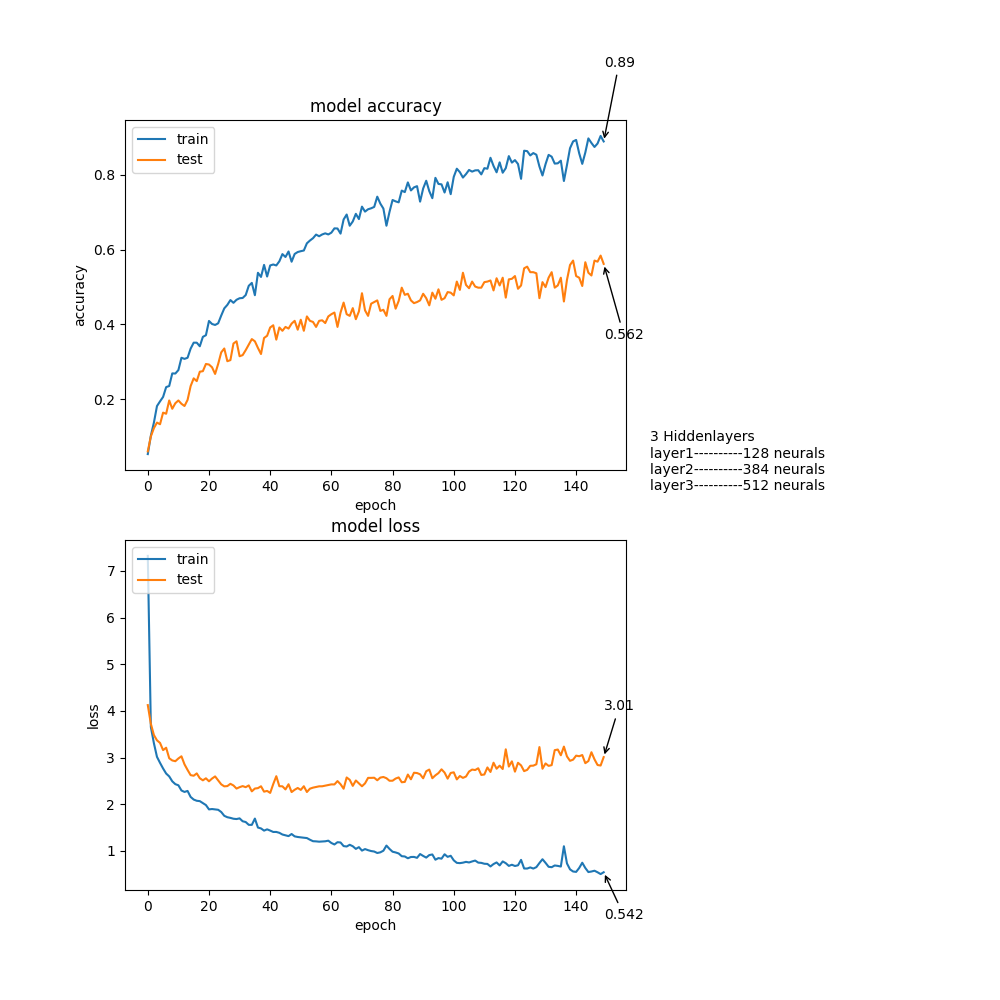 0.89
model accuracy
train
test
0.8
0.6
0.4
0.2
accuracy
0.562
0 20 40 60 80 100 120 140
epoch
3 Hiddenlayers
layer1----------128 neurals
layer2----------384 neurals
layer3----------512 neurals
model loss
train
test
7
6
5
4
3
2
1
loss
3.01
0.542
0 20 40 60 80 100 120 140
epoch